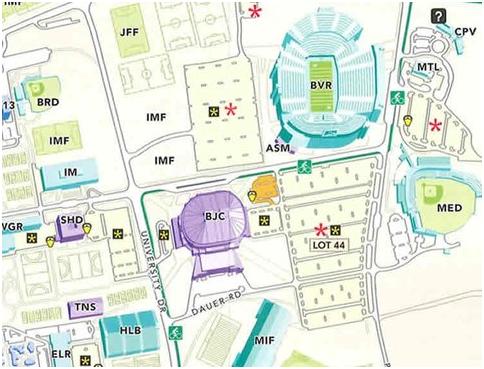 JFF
?
CPV
BVR
MTL
13
BRD
IMF
IMF
ASM
IMF
IM
MED
VGR
SHD
BJC
LOT 44
UNIVERSITY DR
DAUER RD
TNS
HLB
MIF
ELR